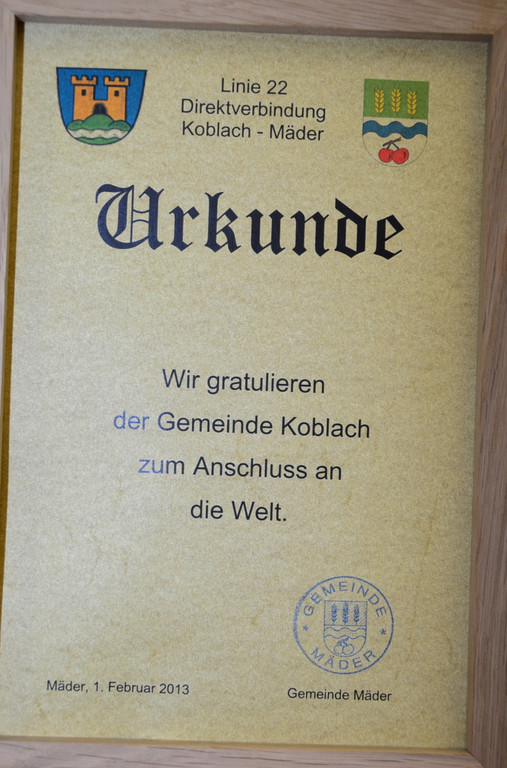 Linie 22
Direktverbindung
Koblach - Mäder
Urkunde
Wir gratulieren
der Gemeinde Koblach
zum Anschluss an
die Welt.
* GEMEINDE *
MÄDER
Mäder, 1. Februar 2013
Gemeinde Mäder